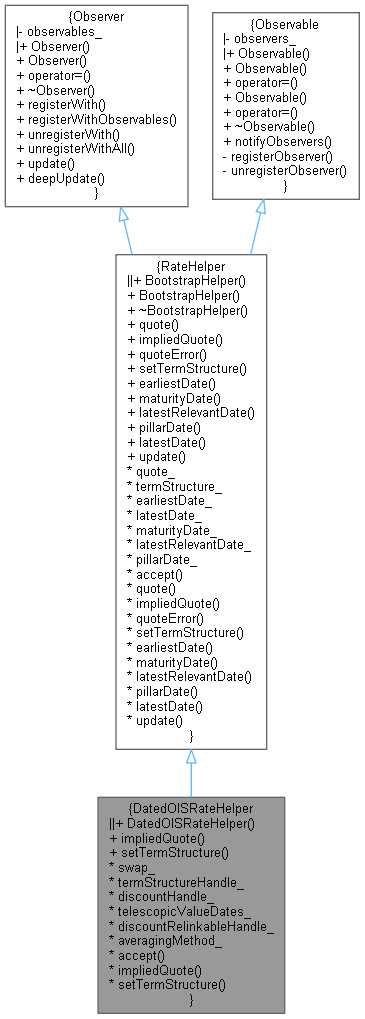 {Observer
|- observables_
|+ Observer()
+ Observer()
+ operator=()
+ ~Observer()
+ registerWith()
+ registerWithObservables()
+ unregisterWith()
+ unregisterWithAll()
+ update()
+ deepUpdate()
}
{Observable
|- observers_
|+ Observable()
+ Observable()
+ operator=()
+ Observable()
+ operator=()
+ ~Observable()
+ notifyObservers()
- registerObserver()
- unregisterObserver()
}
{RateHelper
||+ BootstrapHelper()
+ BootstrapHelper()
+ ~BootstrapHelper()
+ quote()
+ impliedQuote()
+ quoteError()
+ setTermStructure()
+ earliestDate()
+ maturityDate()
+ latestRelevantDate()
+ pillarDate()
+ latestDate()
+ update()
* quote_
* termStructure_
* earliestDate_
* latestDate_
* maturityDate_
* latestRelevantDate_
* pillarDate_
* accept()
* quote()
* impliedQuote()
* quoteError()
* setTermStructure()
* earliestDate()
* maturityDate()
* latestRelevantDate()
* pillarDate()
* latestDate()
* update()
}
{DatedOISRateHelper
||+ DatedOISRateHelper()
+ impliedQuote()
+ setTermStructure()
* swap_
* termStructureHandle_
* discountHandle_
* telescopicValueDates_
* discountRelinkableHandle_
* averagingMethod_
* accept()
* impliedQuote()
* setTermStructure()
}